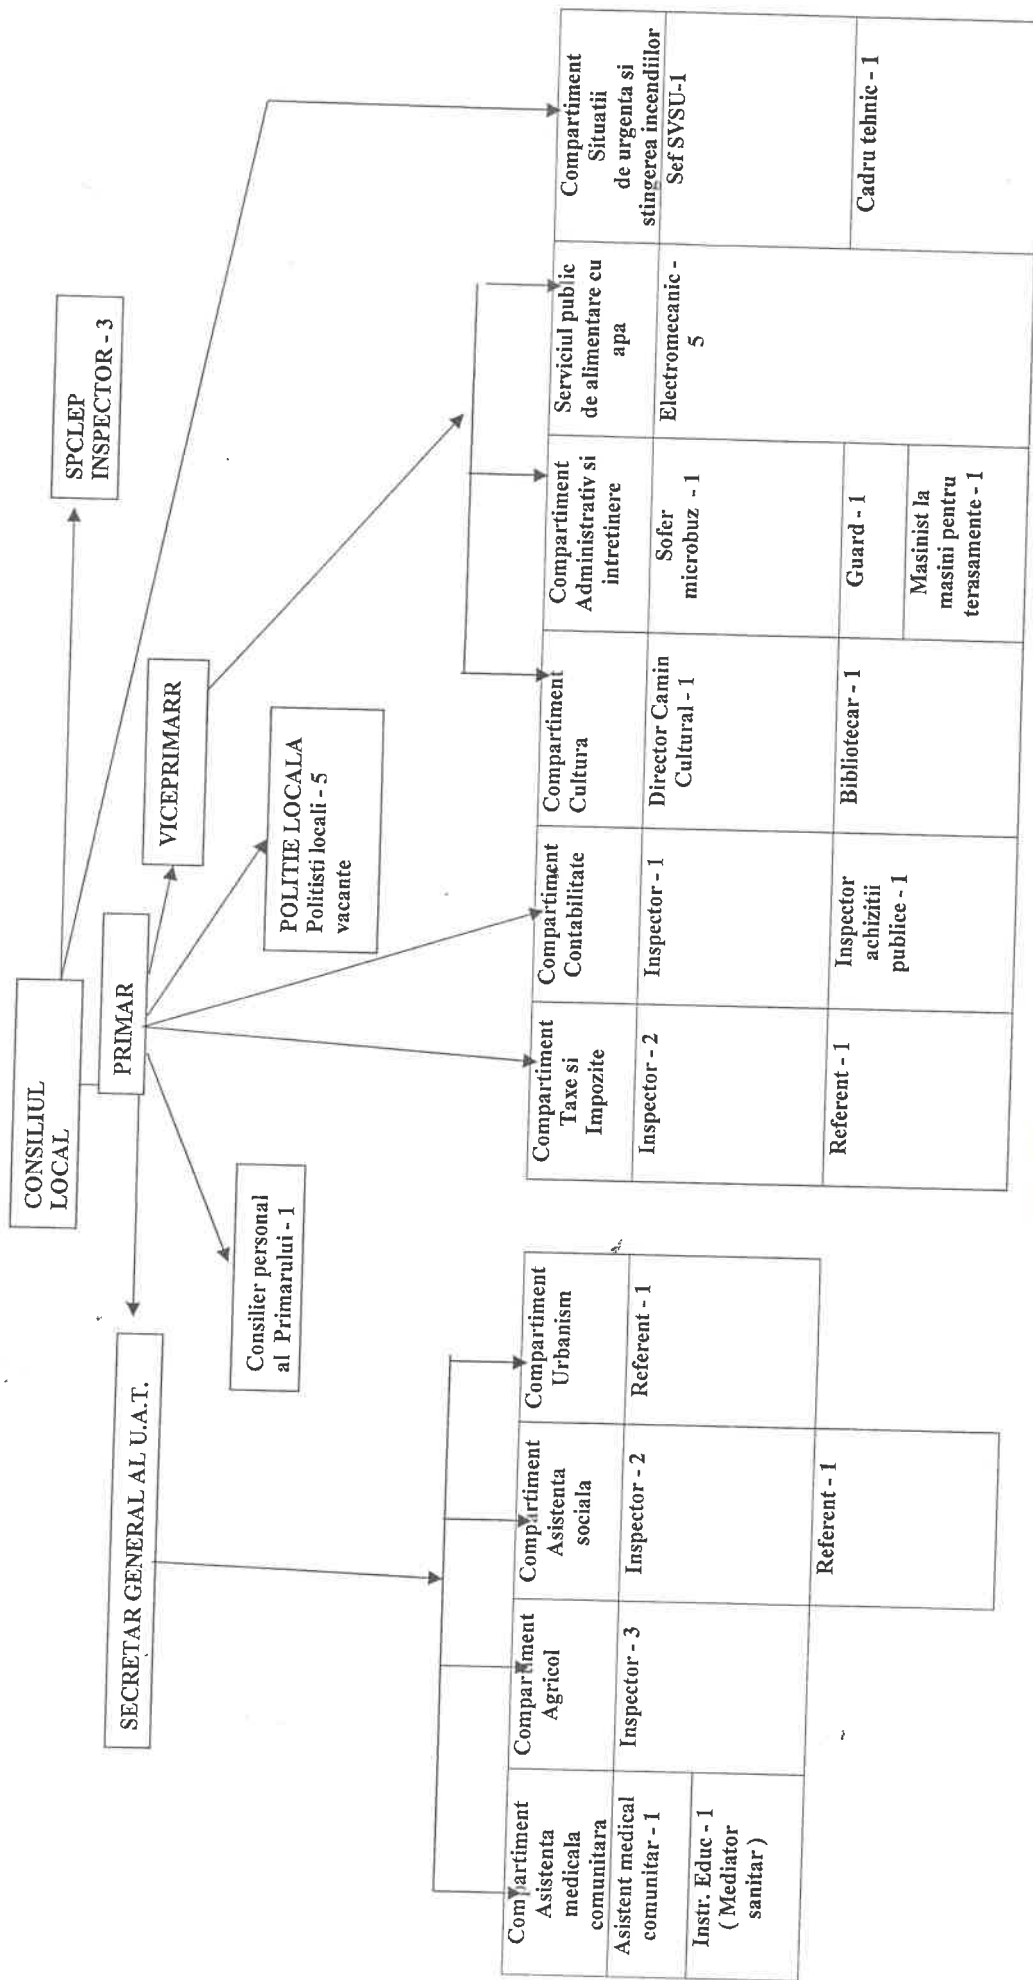 CONSILIUL
LOCAL
SPCLEP
INSPECTOR - 3
PRIMAR
SECRETAR GENERAL AL U.A.T.
VICEPRIMARR
Consilier personal
al Primarului - 1
POLITIE LOCALA
Politisti locali - 5
vacante
Compartiment
Asistenta
medicala
comunitara
Asistent medical
comunitar - 1
Instr. Educ - 1
( Mediator
sanitar )
Compartiment
Agricol
Inspector - 3
Compartiment
Asistenta
sociala
Inspector - 2
Referent - 1
Compartiment
Urbanism
Referent - 1
Compartiment
Taxe si
Impozite
Inspector - 2
Referent - 1
Compartiment
Contabilitate
Inspector - 1
Inspector
achizitii
publice - 1
Compartiment
Cultura
Director Camin
Cultural - 1
Bibliotecar - 1
Compartiment
Administrativ si
intretinere
Sofer
microbuz - 1
Guard - 1
Masinist la
masini pentru
terasamente - 1
Serviciul public
de alimentare cu
apa
Electromecanic -
5
Compartiment
Situatii
de urgenta si
stingerea incendiilor
Sef SVSU-1
Cadru tehnic - 1